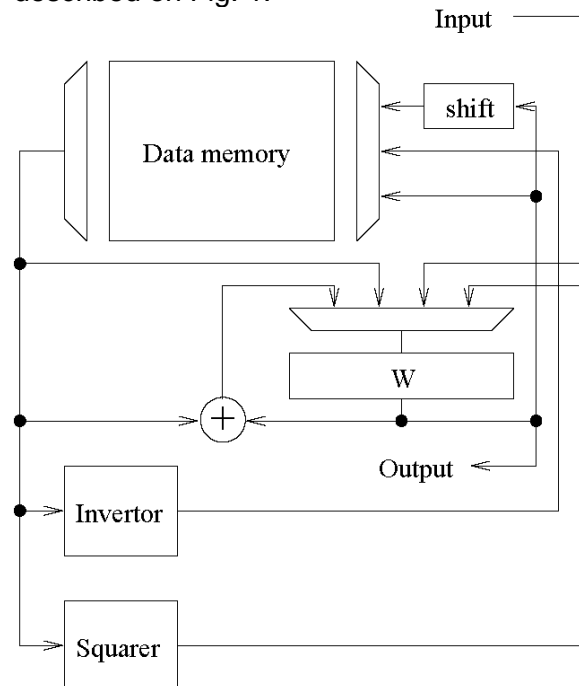 described on Fig. 1.
Input
shift
Data memory
W
+
Output
Invertor
Squarer